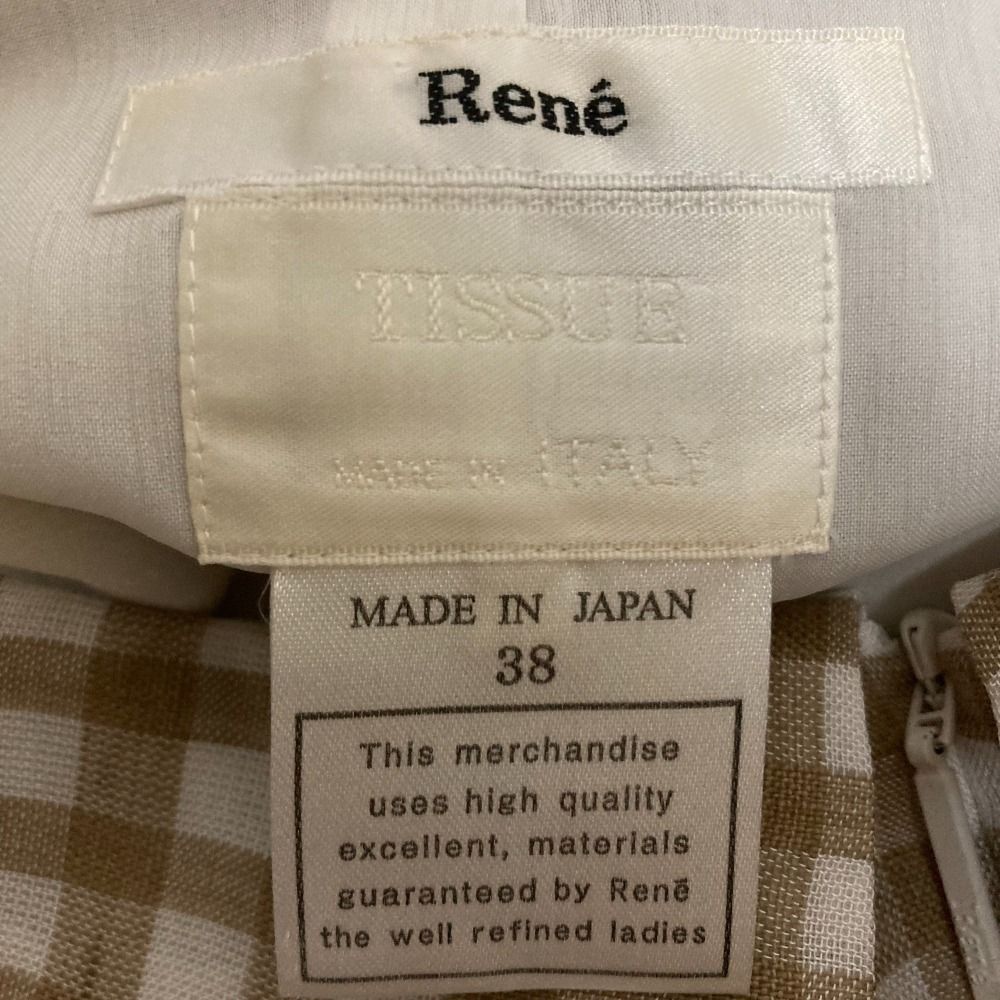 René
TISSUE
MADE IN ITALY
MADE IN JAPAN
38
This merchandise
uses high quality
excellent, materials
guaranteed by René
the well refined ladies